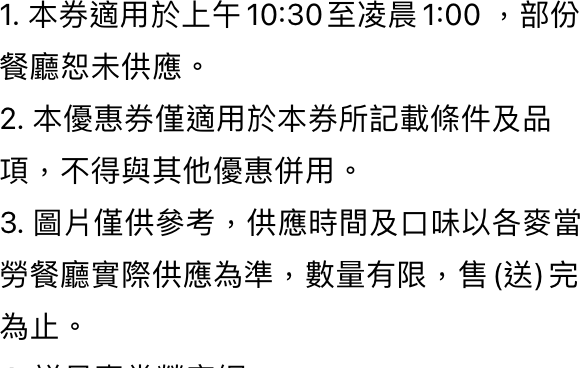 1. 本券適用於上午10:30至凌晨1:00 ，部份
餐廳恕未供應。
2. 本優惠券僅適用於本券所記載條件及品
項，不得與其他優惠併用。
3. 圖片僅供參考，供應時間及口味以各麥當
勞餐廳實際供應為準，數量有限，售(送)完
為止。